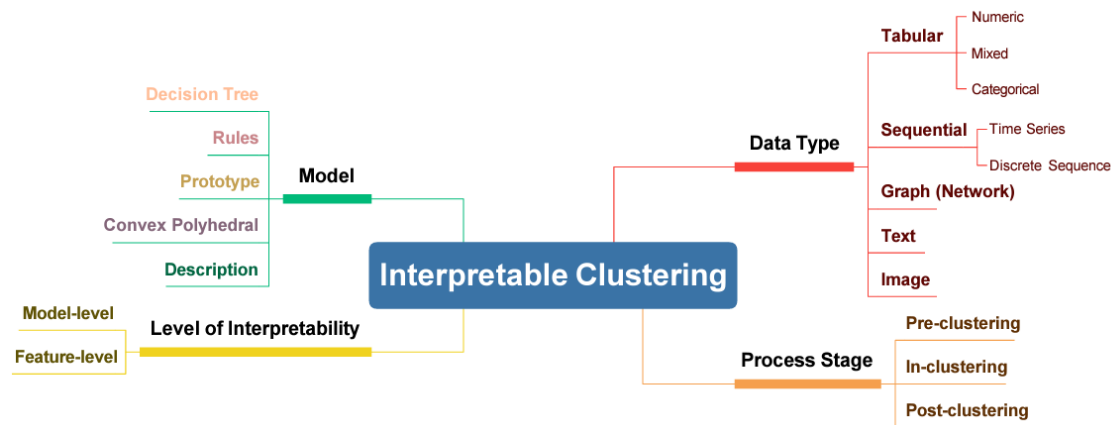 Interpretable Clustering
Model
Decision Tree
Rules
Prototype
Convex Polyhedral
Description
Level of Interpretability
Model-level
Feature-level
Data Type
Tabular
Numeric
Mixed
Categorical
Sequential
Time Series
Discrete Sequence
Graph (Network)
Text
Image
Process Stage
Pre-clustering
In-clustering
Post-clustering